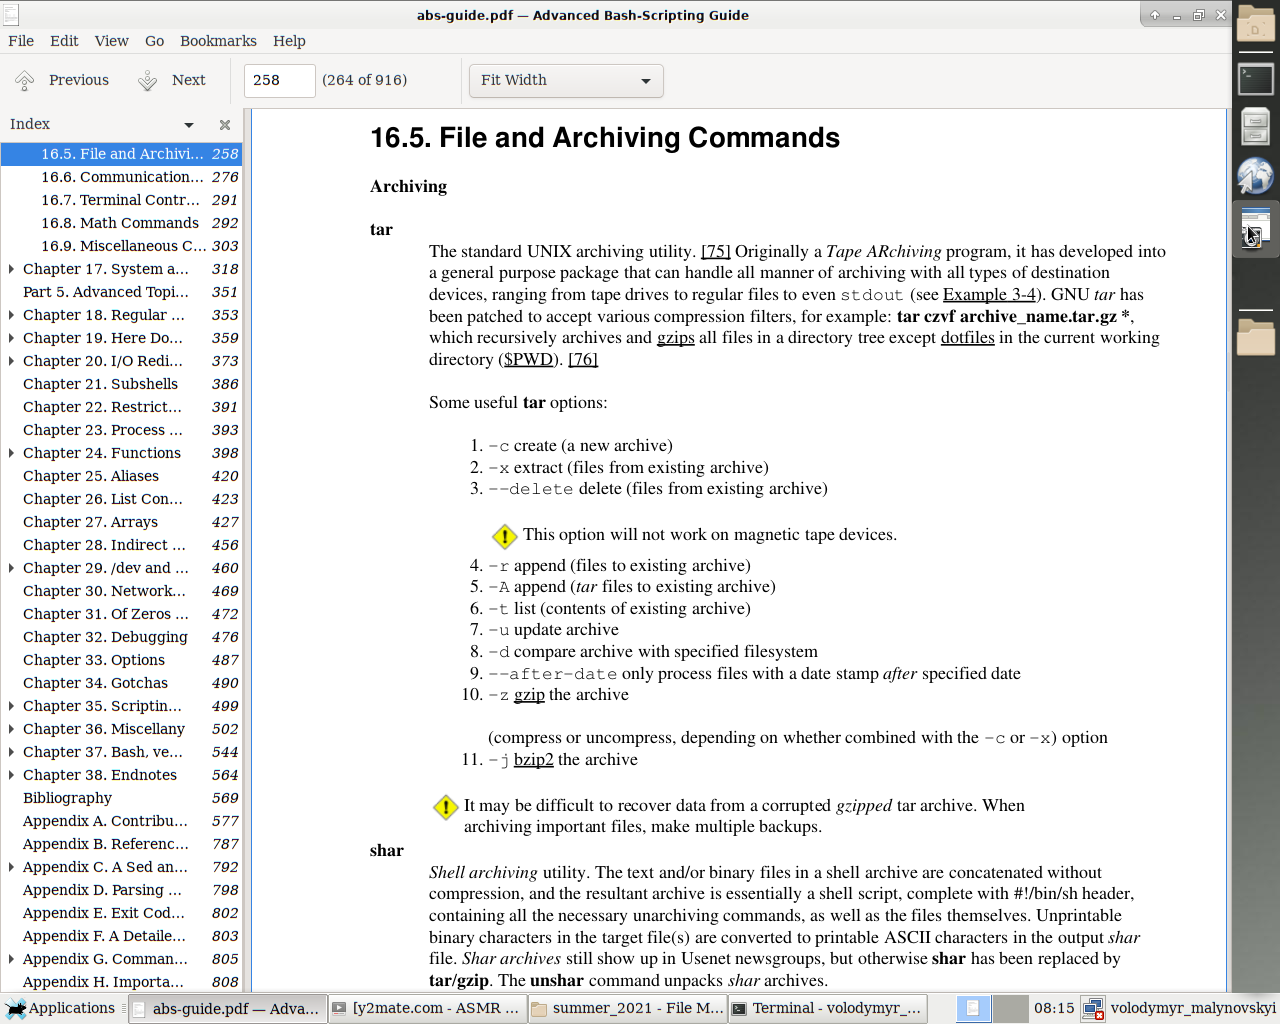 abs-guide.pdf — Advanced Bash-Scripting Guide
File Edit View Go Bookmarks Help
Previous Next 258 (264 of 916) Fit Width
Index
16.5. File and Archivi... 258
16.6. Communication... 276
16.7. Terminal Contr... 291
16.8. Math Commands 292
16.9. Miscellaneous C... 303
Chapter 17. System a... 318
Part 5. Advanced Topi... 351
Chapter 18. Regular ... 353
Chapter 19. Here Do... 359
Chapter 20. I/O Redi... 373
Chapter 21. Subshells 386
Chapter 22. Restrict... 391
Chapter 23. Process ... 393
Chapter 24. Functions 398
Chapter 25. Aliases 420
Chapter 26. List Con... 423
Chapter 27. Arrays 427
Chapter 28. Indirect ... 456
Chapter 29. /dev and ... 460
Chapter 30. Network... 469
Chapter 31. Of Zeros ... 472
Chapter 32. Debugging 476
Chapter 33. Options 487
Chapter 34. Gotchas 490
Chapter 35. Scriptin... 499
Chapter 36. Miscellany 502
Chapter 37. Bash, ve... 544
Chapter 38. Endnotes 564
Bibliography 569
Appendix A. Contribu... 577
Appendix B. Referenc... 787
Appendix C. A Sed an... 792
Appendix D. Parsing ... 798
Appendix E. Exit Cod... 802
Appendix F. A Detaile... 803
Appendix G. Comman... 805
Appendix H. Importa... 808
16.5. File and Archiving Commands
Archiving
tar
The standard UNIX archiving utility. [75] Originally a Tape ARchiving program, it has developed into
a general purpose package that can handle all manner of archiving with all types of destination
devices, ranging from tape drives to regular files to even stdout (see Example 3-4). GNU tar has
been patched to accept various compression filters, for example: tar czvf archive_name.tar.gz *,
which recursively archives and gzips all files in a directory tree except dotfiles in the current working
directory ($PWD). [76]
Some useful tar options:
1. -c create (a new archive)
2. -x extract (files from existing archive)
3. --delete delete (files from existing archive)
This option will not work on magnetic tape devices.
4. -r append (files to existing archive)
5. -A append (tar files to existing archive)
6. -t list (contents of existing archive)
7. -u update archive
8. -d compare archive with specified filesystem
9. --after-date only process files with a date stamp after specified date
10. -z gzip the archive
(compress or uncompress, depending on whether combined with the -c or -x) option
11. -j bzip2 the archive
It may be difficult to recover data from a corrupted gzipped tar archive. When
archiving important files, make multiple backups.
shar
Shell archiving utility. The text and/or binary files in a shell archive are concatenated without
compression, and the resultant archive is essentially a shell script, complete with #!/bin/sh header,
containing all the necessary unarchiving commands, as well as the files themselves. Unprintable
binary characters in the target file(s) are converted to printable ASCII characters in the output shar
file. Shar archives still show up in Usenet newsgroups, but otherwise shar has been replaced by
tar/gzip. The unshar command unpacks shar archives.
Applications abs-guide.pdf — Adva... [y2mate.com - ASMR ... summer_2021 - File M... Terminal - volodymyr_... 08:15 volodymyr_malynovskyi